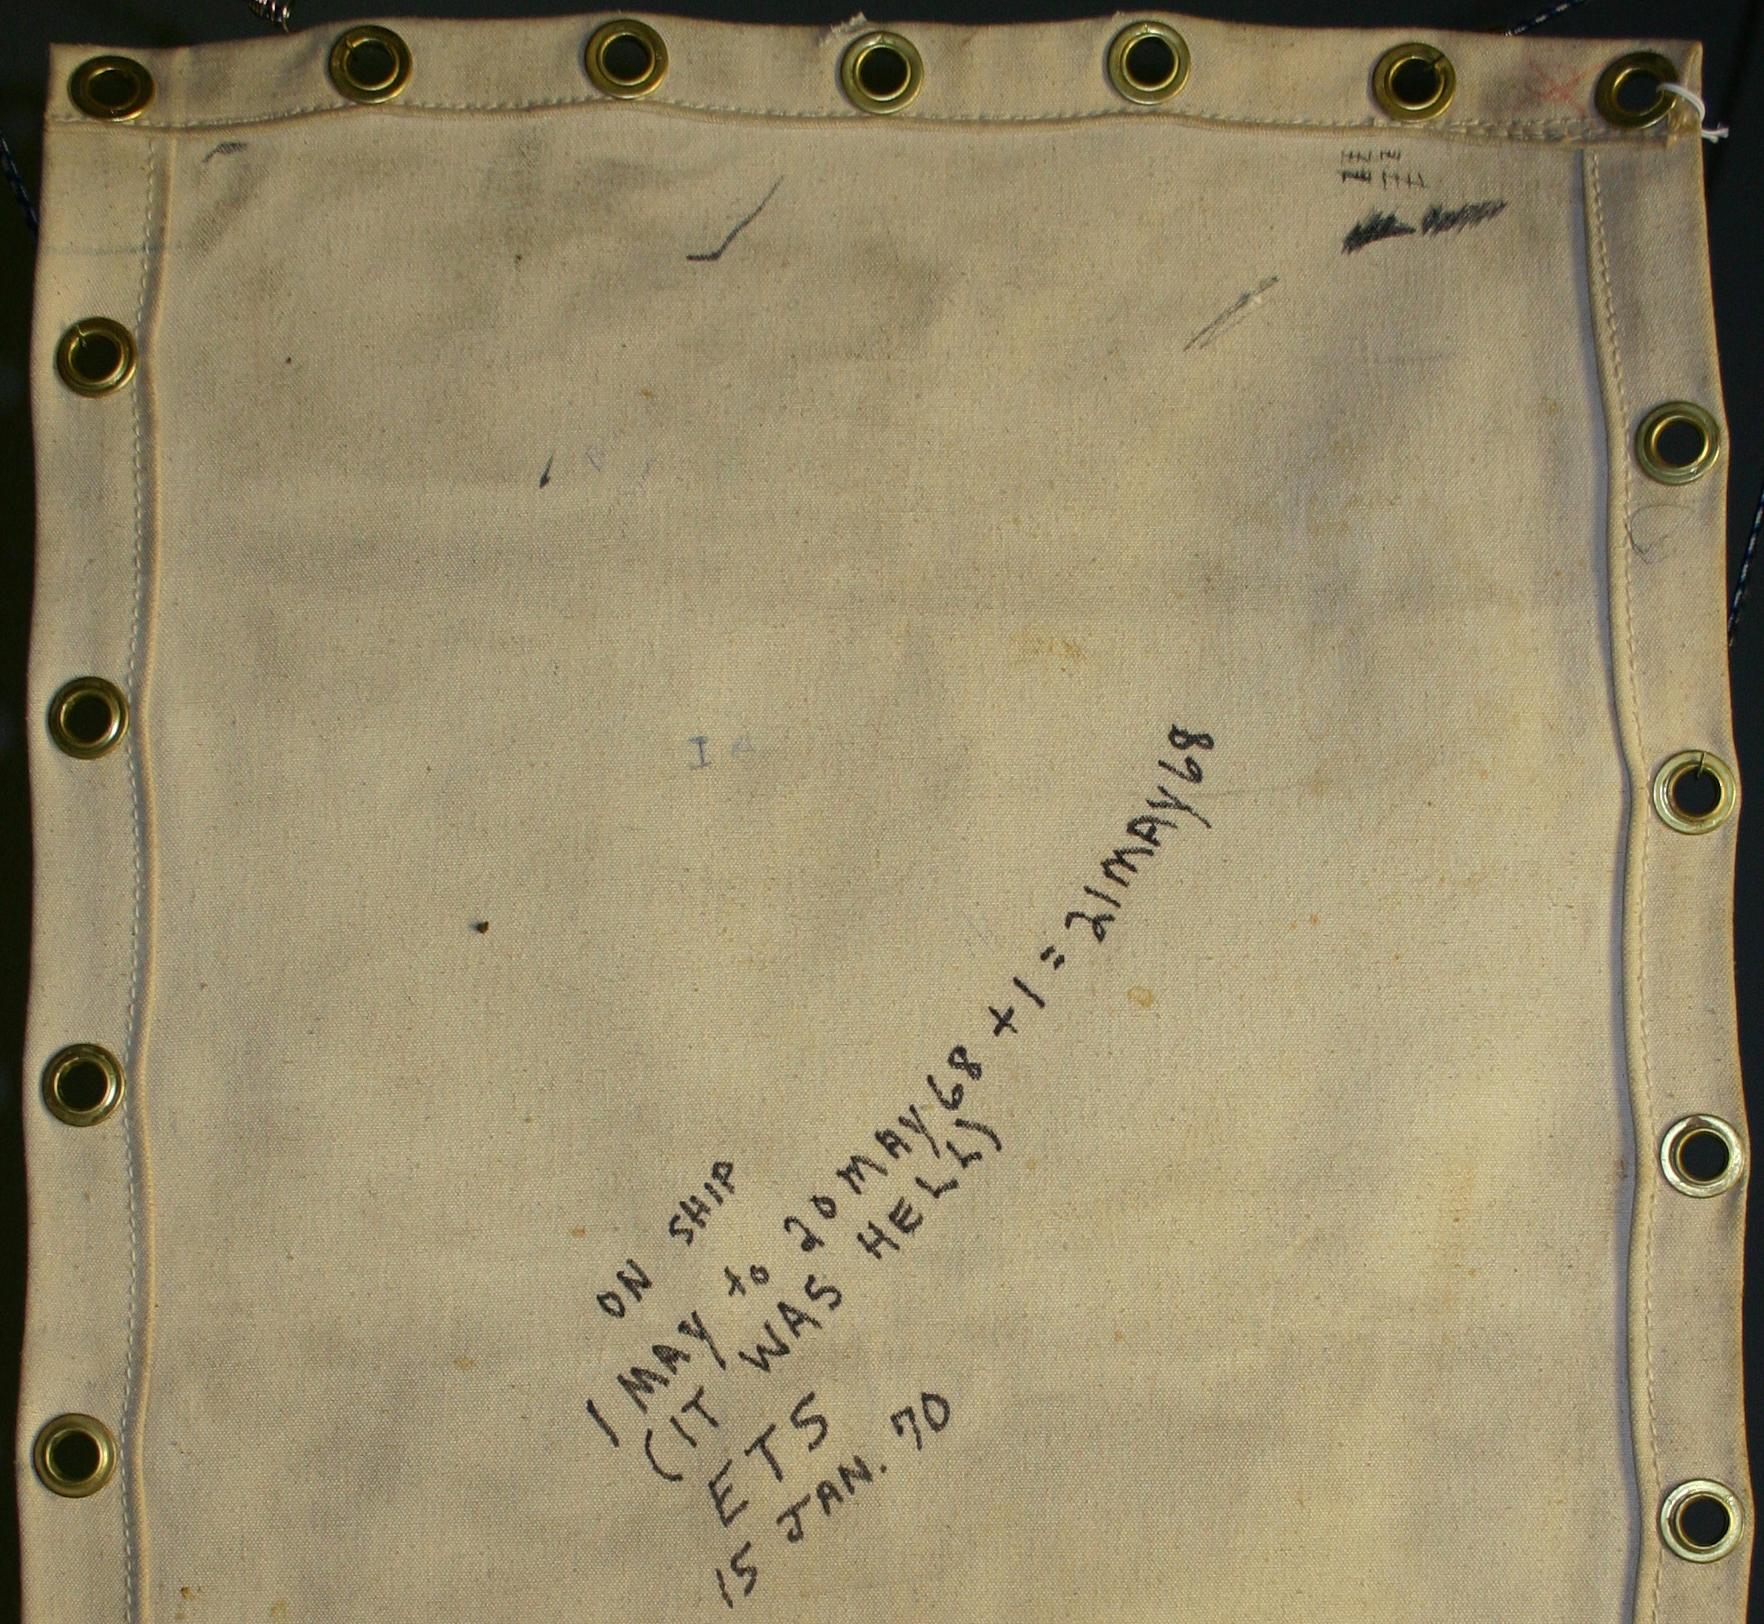 ON SHIP
1 MAY to 20 MAY 68 + 1 = 21 MAY 68
(IT WAS HELL)
ETS
15 JAN. 70